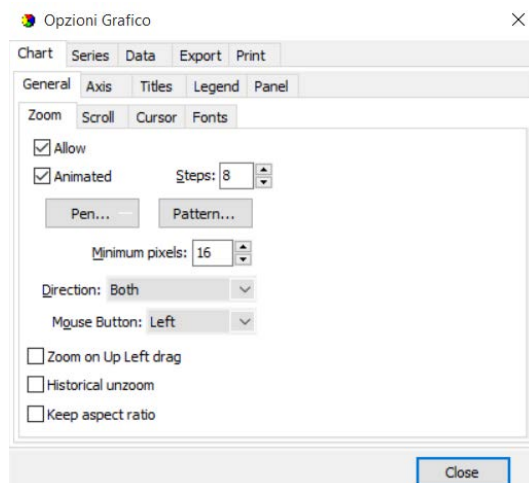 Opzioni Grafico
Chart Series Data Export Print
General Axis Titles Legend Panel
Zoom Scroll Cursor Fonts
Allow
Animated Steps: 8
Pen... Pattern...
Minimum pixels: 16
Direction: Both
Mouse Button: Left
Zoom on Up Left drag
Historical unzoom
Keep aspect ratio
Close